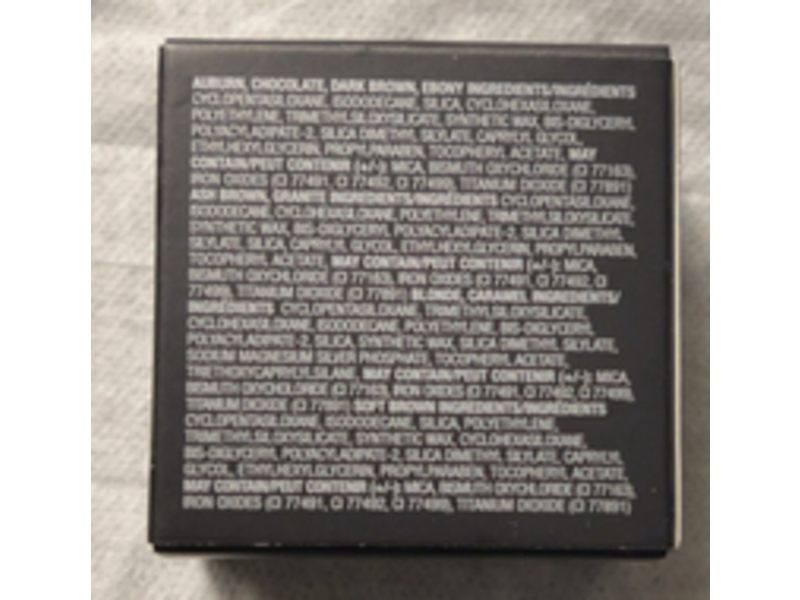 AUBURN, CHOCOLATE, DARK BROWN, EBONY INGREDIENTS/INGRÉDIENTS
CYCLOPENTASILOXANE, ISODODECANE, SILICA, CYCLOHEXASILOXANE,
POLYETHYLENE, TRIMETHYLSILOXYSILICATE, SYNTHETIC WAX, BIS-DIGLYCERYL
POLYACYLADIPATE-2, SILICA DIMETHYL SILYLATE, CAPRYLYL GLYCOL,
ETHYLHEXYLGLYCERIN, PROPYLPARABEN, TOCOPHERYL ACETATE, MAY
CONTAIN/PEUT CONTENIR (+/-): MICA, BISMUTH OXYCHLORIDE (CI 77163),
IRON OXIDES (CI 77491, CI 77492, CI 77499), TITANIUM DIOXIDE (CI 77891)
ASH BROWN, GRANITE INGREDIENTS/INGRÉDIENTS CYCLOPENTASILOXANE,
ISODODECANE, CYCLOHEXASILOXANE, POLYETHYLENE, TRIMETHYLSILOXYSILICATE,
SYNTHETIC WAX, BIS-DIGLYCERYL POLYACYLADIPATE-2, SILICA DIMETHYL
SILYLATE, SILICA, CAPRYLYL GLYCOL, ETHYLHEXYLGLYCERIN, PROPYLPARABEN,
TOCOPHERYL ACETATE, MAY CONTAIN/PEUT CONTENIR (+/-): MICA,
BISMUTH OXYCHLORIDE (CI 77163), IRON OXIDES (CI 77491, CI 77492, CI
77499), TITANIUM DIOXIDE (CI 77891) BLONDE, CARAMEL INGREDIENTS/
INGRÉDIENTS CYCLOPENTASILOXANE, TRIMETHYLSILOXYSILICATE,
CYCLOHEXASILOXANE, ISODODECANE, POLYETHYLENE, BIS-DIGLYCERYL
POLYACYLADIPATE-2, SILICA, SYNTHETIC WAX, SILICA DIMETHYL SILYLATE,
SODIUM MAGNESIUM SILVER PHOSPHATE, TOCOPHERYL ACETATE,
TRIETHOXYCAPRYLYLSILANE, MAY CONTAIN/PEUT CONTENIR (+/-): MICA,
BISMUTH OXYCHLORIDE (CI 77163), IRON OXIDES (CI 77491, CI 77492, CI 77499),
TITANIUM DIOXIDE (CI 77891) SOFT BROWN INGREDIENTS/INGRÉDIENTS
CYCLOPENTASILOXANE, ISODODECANE, SILICA, POLYETHYLENE,
TRIMETHYLSILOXYSILICATE, SYNTHETIC WAX, CYCLOHEXASILOXANE,
BIS-DIGLYCERYL POLYACYLADIPATE-2, SILICA DIMETHYL SILYLATE, CAPRYLYL
GLYCOL, ETHYLHEXYLGLYCERIN, PROPYLPARABEN, TOCOPHERYL ACETATE,
MAY CONTAIN/PEUT CONTENIR (+/-): MICA, BISMUTH OXYCHLORIDE (CI 77163),
IRON OXIDES (CI 77491, CI 77492, CI 77499), TITANIUM DIOXIDE (CI 77891)